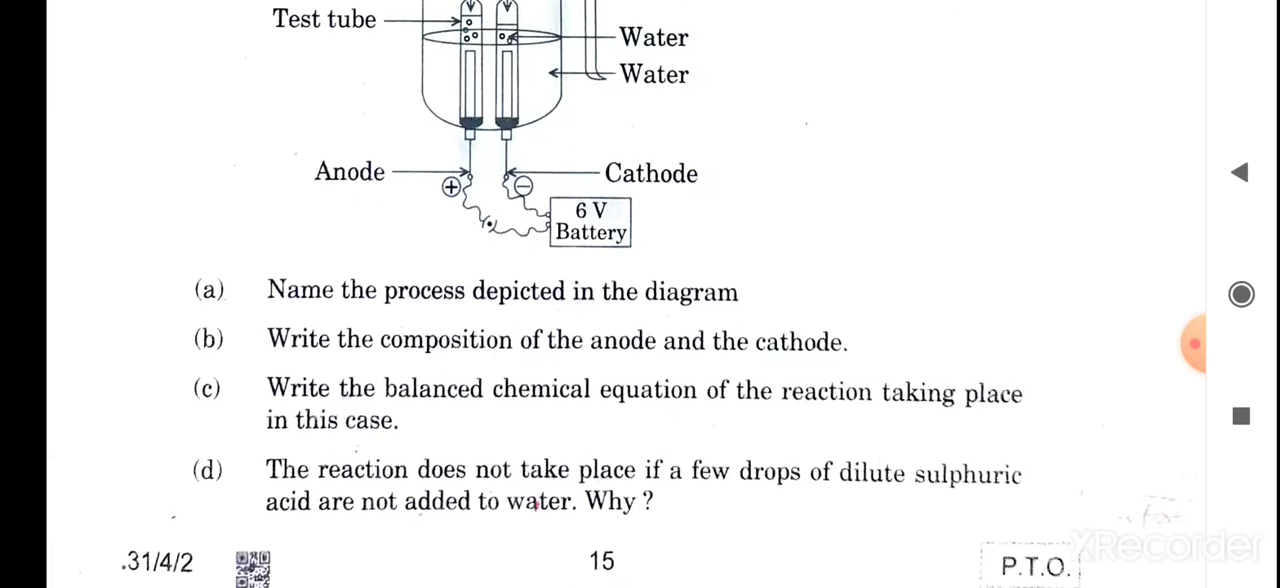 Test tube
Water
Water
Anode
Cathode
+
−
6 V
Battery
(a) Name the process depicted in the diagram
(b) Write the composition of the anode and the cathode.
(c) Write the balanced chemical equation of the reaction taking place
in this case.
(d) The reaction does not take place if a few drops of dilute sulphuric
acid are not added to water. Why ?
.31/4/2
15
P.T.O.
XRecorder